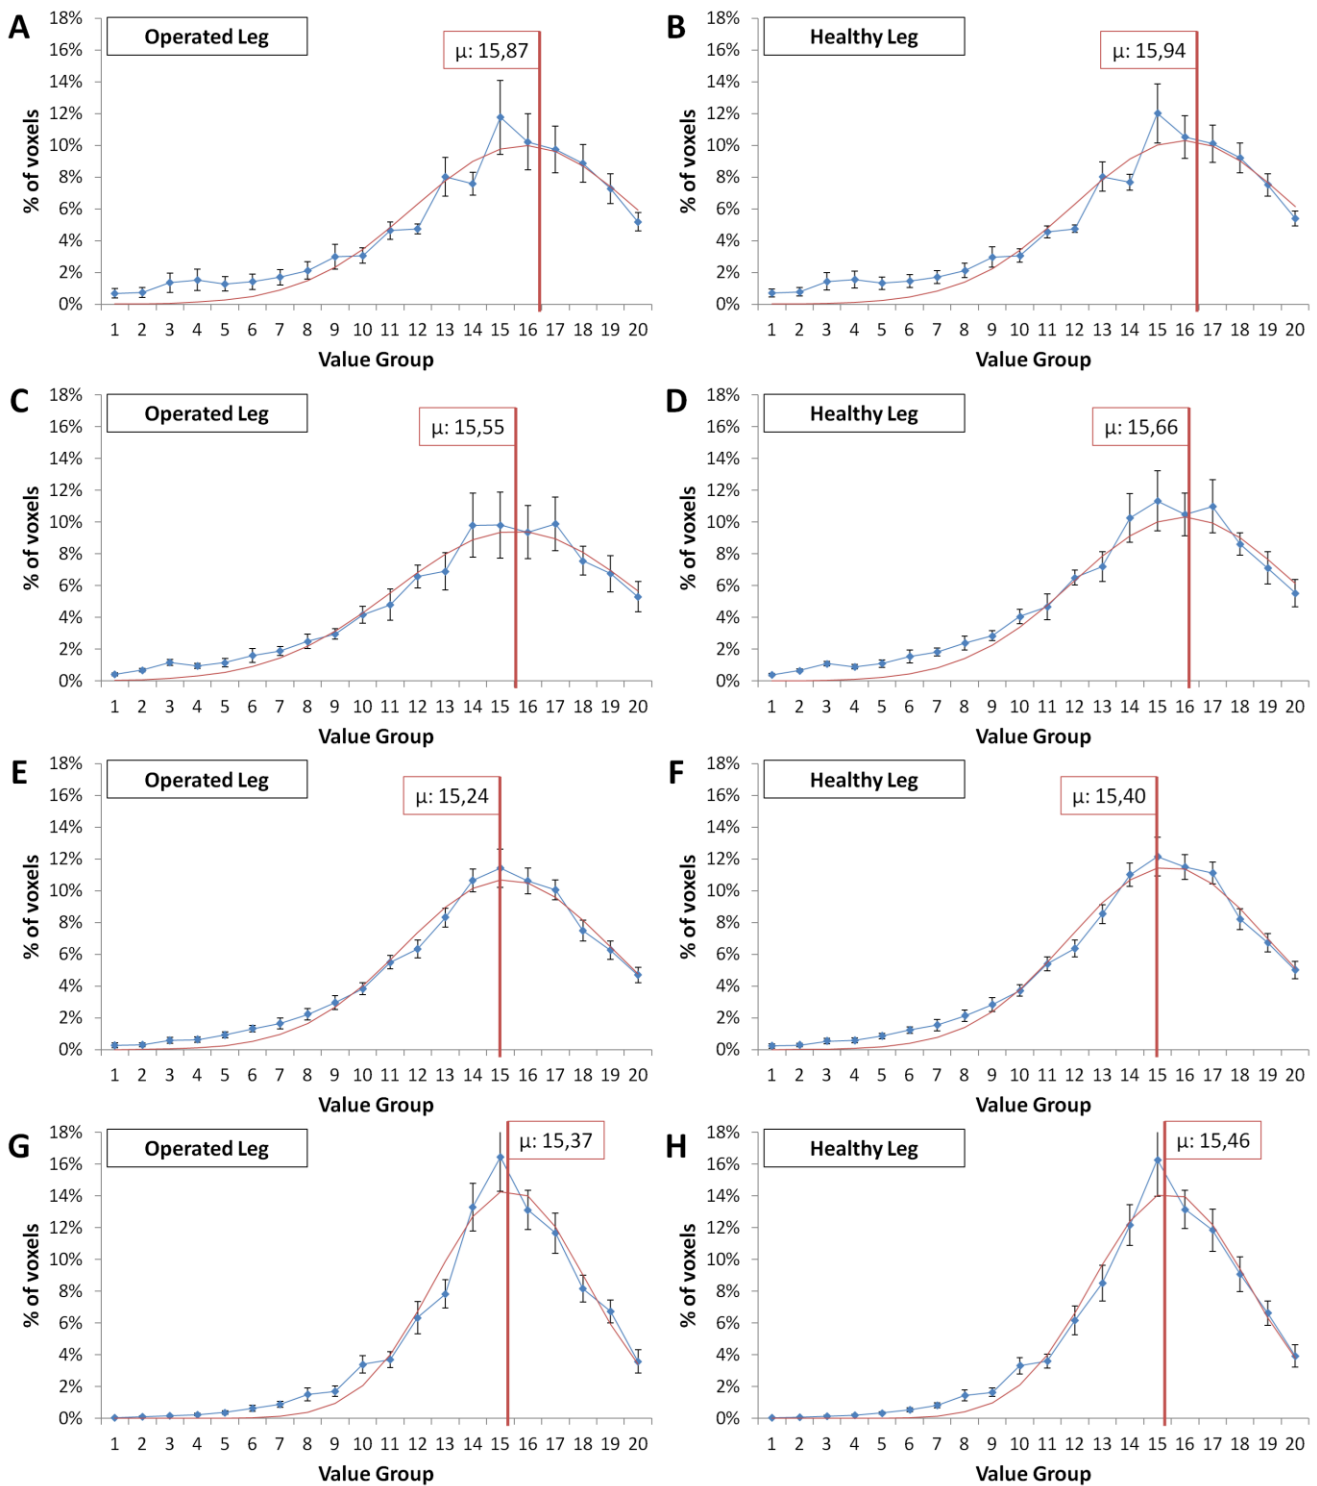 A
Operated Leg
μ: 15,87
18%
16%
14%
12%
10%
8%
6%
4%
2%
0%
% of voxels
1 2 3 4 5 6 7 8 9 10 11 12 13 14 15 16 17 18 19 20
Value Group
B
Healthy Leg
μ: 15,94
18%
16%
14%
12%
10%
8%
6%
4%
2%
0%
% of voxels
1 2 3 4 5 6 7 8 9 10 11 12 13 14 15 16 17 18 19 20
Value Group
C
Operated Leg
μ: 15,55
18%
16%
14%
12%
10%
8%
6%
4%
2%
0%
% of voxels
1 2 3 4 5 6 7 8 9 10 11 12 13 14 15 16 17 18 19 20
Value Group
D
Healthy Leg
μ: 15,66
18%
16%
14%
12%
10%
8%
6%
4%
2%
0%
% of voxels
1 2 3 4 5 6 7 8 9 10 11 12 13 14 15 16 17 18 19 20
Value Group
E
Operated Leg
μ: 15,24
18%
16%
14%
12%
10%
8%
6%
4%
2%
0%
% of voxels
1 2 3 4 5 6 7 8 9 10 11 12 13 14 15 16 17 18 19 20
Value Group
F
Healthy Leg
μ: 15,40
18%
16%
14%
12%
10%
8%
6%
4%
2%
0%
% of voxels
1 2 3 4 5 6 7 8 9 10 11 12 13 14 15 16 17 18 19 20
Value Group
G
Operated Leg
μ: 15,37
18%
16%
14%
12%
10%
8%
6%
4%
2%
0%
% of voxels
1 2 3 4 5 6 7 8 9 10 11 12 13 14 15 16 17 18 19 20
Value Group
H
Healthy Leg
μ: 15,46
18%
16%
14%
12%
10%
8%
6%
4%
2%
0%
% of voxels
1 2 3 4 5 6 7 8 9 10 11 12 13 14 15 16 17 18 19 20
Value Group